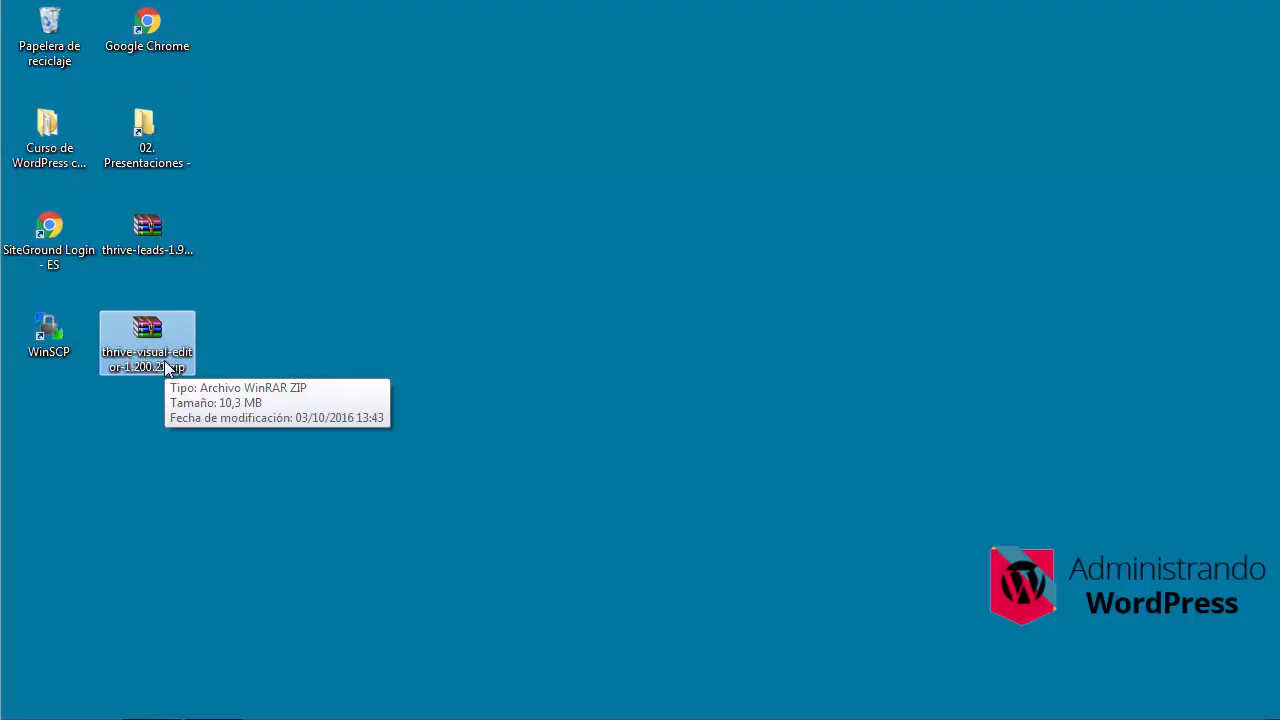 Papelera de
reciclaje
Google Chrome
Curso de
WordPress c...
02.
Presentaciones -
SiteGround Login
- ES
thrive-leads-1.9...
WinSCP
thrive-visual-edit
Tipo: Archivo WinRAR ZIP
Tamaño: 10,3 MB
Fecha de modificación: 03/10/2016 13:43
Administrando
WordPress